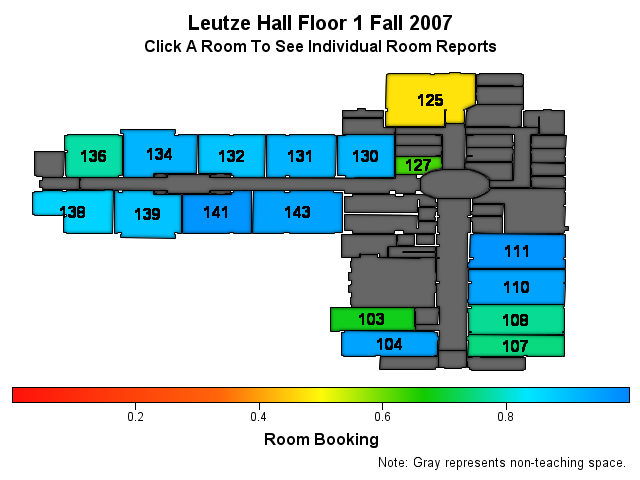 Leutze Hall Floor 1 Fall 2007
Click A Room To See Individual Room Reports
125
136 134 132 131 130 127
138 139 141 143
111
110
103 108
104 107
0.2 0.4 0.6 0.8
Room Booking
Note: Gray represents non-teaching space.